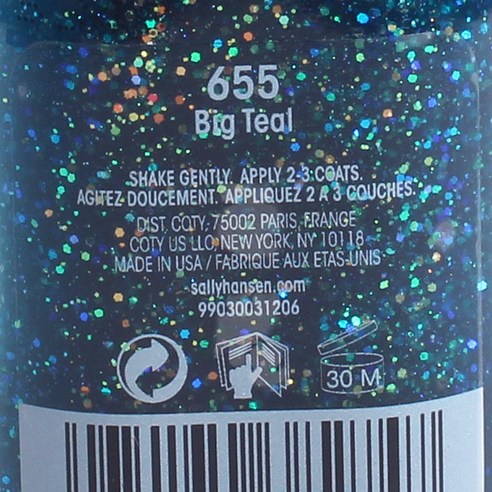 655
Big Teal
SHAKE GENTLY. APPLY 2-3 COATS.
AGITEZ DOUCEMENT. APPLIQUEZ 2 A 3 COUCHES.
DIST. COTY, 75002 PARIS, FRANCE
COTY US LLC, NEW YORK, NY 10118
MADE IN USA / FABRIQUE AUX ETAS-UNIS
sallyhansen.com
99030031206
30 M